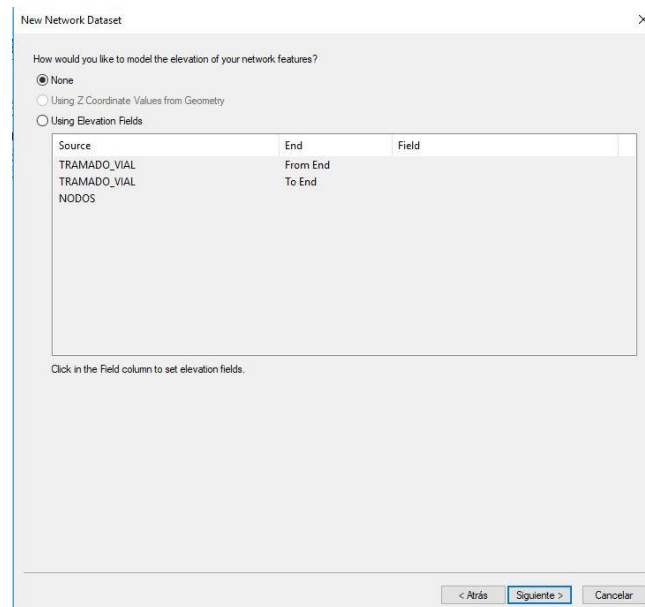 New Network Dataset
How would you like to model the elevation of your network features?
None
Using Z Coordinate Values from Geometry
Using Elevation Fields
Source End Field
TRAMADO_VIAL From End
TRAMADO_VIAL To End
NODOS
Click in the Field column to set elevation fields.
< Atrás Siguiente > Cancelar